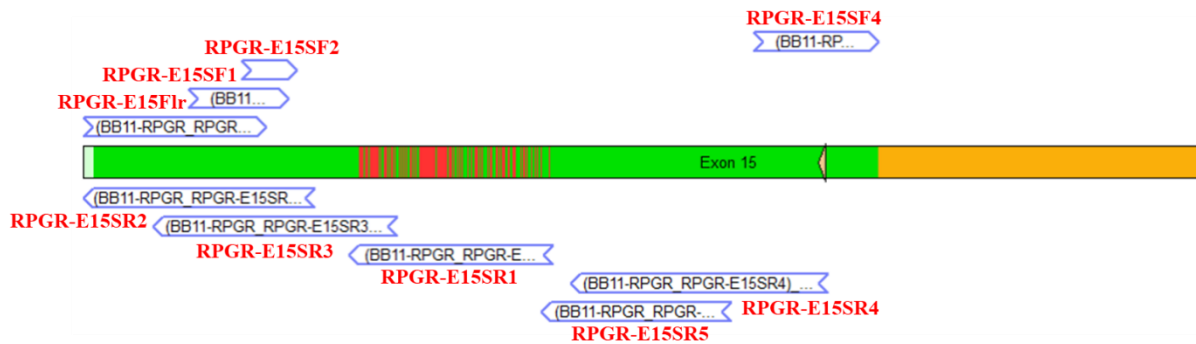 RPGR-E15SF4
(BB11-RP...
RPGR-E15SF2
RPGR-E15SF1
(BB11...
RPGR-E15Flr
(BB11-RPGR_RPGR...
Exon 15
(BB11-RPGR_RPGR-E15SR...
RPGR-E15SR2
(BB11-RPGR_RPGR-E15SR3...
RPGR-E15SR3
(BB11-RPGR_RPGR-E...
RPGR-E15SR1
(BB11-RPGR_RPGR-E15SR4)_...
RPGR-E15SR4
(BB11-RPGR_RPGR-...
RPGR-E15SR5